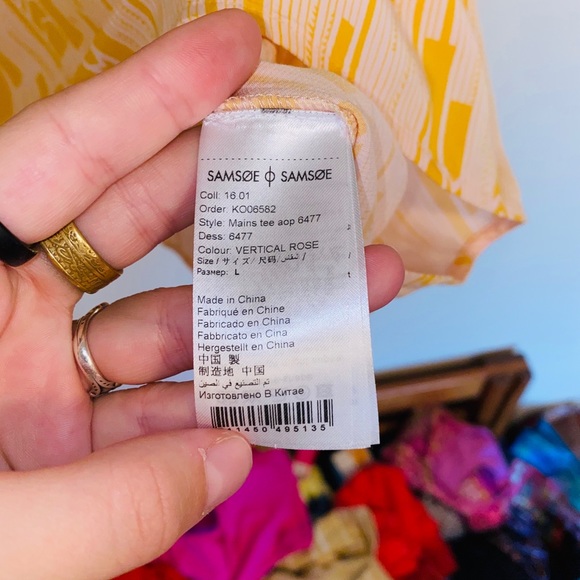 SAMSØE Φ SAMSØE
Coll: 16.01
Order: KO06582
Style: Mains tee aop 6477
Dess: 6477
Colour: VERTICAL ROSE
Size / サイズ / 尺码 / المقاس /
Размер: L
Made in China
Fabriqué en Chine
Fabricado en China
Fabbricato en Cina
Hergestellt en China
中国 製
制造地 中国
تم التصنيع في الصين
Изготовлено В Китае
495135